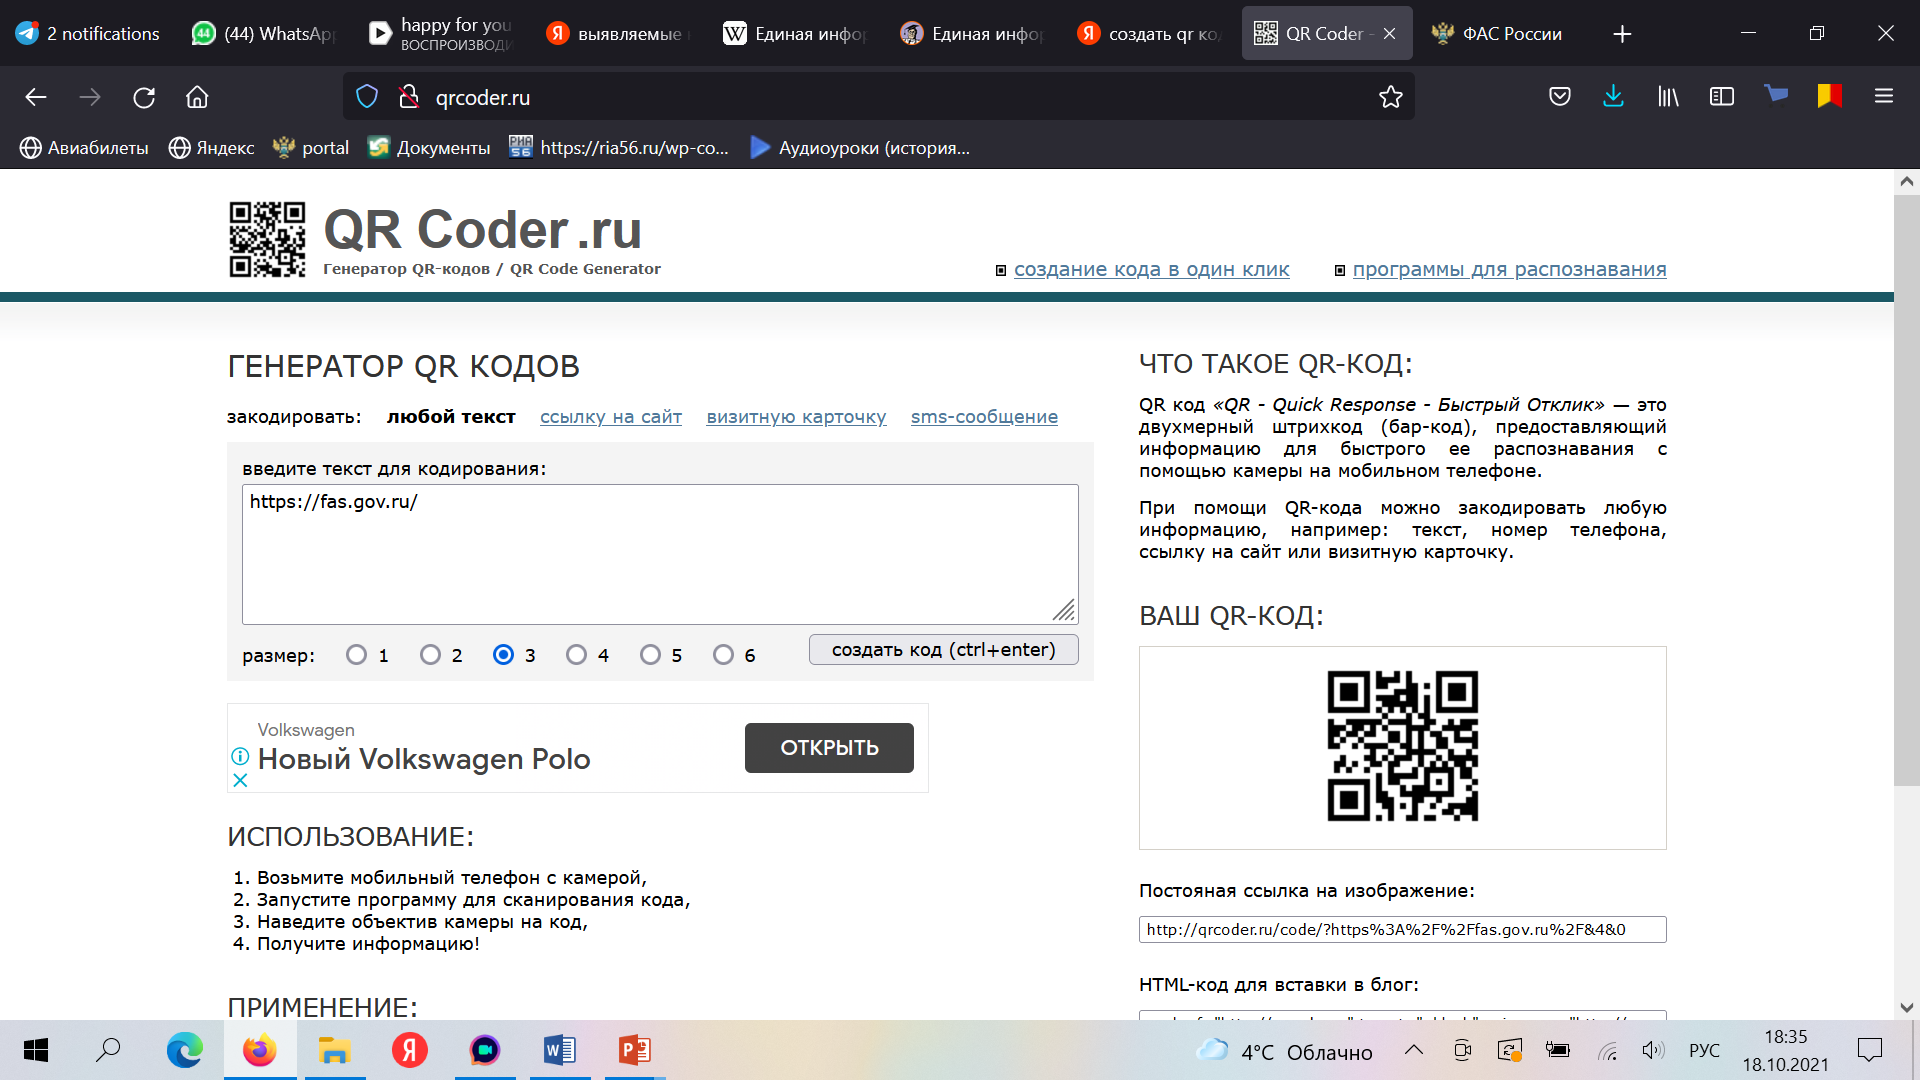 2 notifications
(44) WhatsAp
happy for you
ВОСПРОИЗВОДИ
выявляемые
Единая инфо
Единая инфо
создать qr ко
QR Coder -
ФАС России
qrcoder.ru
Авиабилеты
Яндекс
portal
Документы
https://ria56.ru/wp-co...
Аудиоуроки (история...
QR Coder.ru
Генератор QR-кодов / QR Code Generator
создание кода в один клик
программы для распознавания
ГЕНЕРАТОР QR КОДОВ
закодировать: любой текст ссылку на сайт визитную карточку sms-сообщение
введите текст для кодирования:
https://fas.gov.ru/
размер: 1 2 3 4 5 6
создать код (ctrl+enter)
Volkswagen
Новый Volkswagen Polo
ОТКРЫТЬ
ИСПОЛЬЗОВАНИЕ:
1. Возьмите мобильный телефон с камерой,
2. Запустите программу для сканирования кода,
3. Наведите объектив камеры на код,
4. Получите информацию!
ПРИМЕНЕНИЕ:
ЧТО ТАКОЕ QR-КОД:
QR код «QR - Quick Response - Быстрый Отклик» — это
двухмерный штрихкод (бар-код), предоставляющий
информацию для быстрого ее распознавания с
помощью камеры на мобильном телефоне.
При помощи QR-кода можно закодировать любую
информацию, например: текст, номер телефона,
ссылку на сайт или визитную карточку.
ВАШ QR-КОД:
Постояная ссылка на изображение:
http://qrcoder.ru/code/?https%3A%2F%2Ffas.gov.ru%2F&4&0
HTML-код для вставки в блог:
4°C Облачно
РУС
18:35
18.10.2021